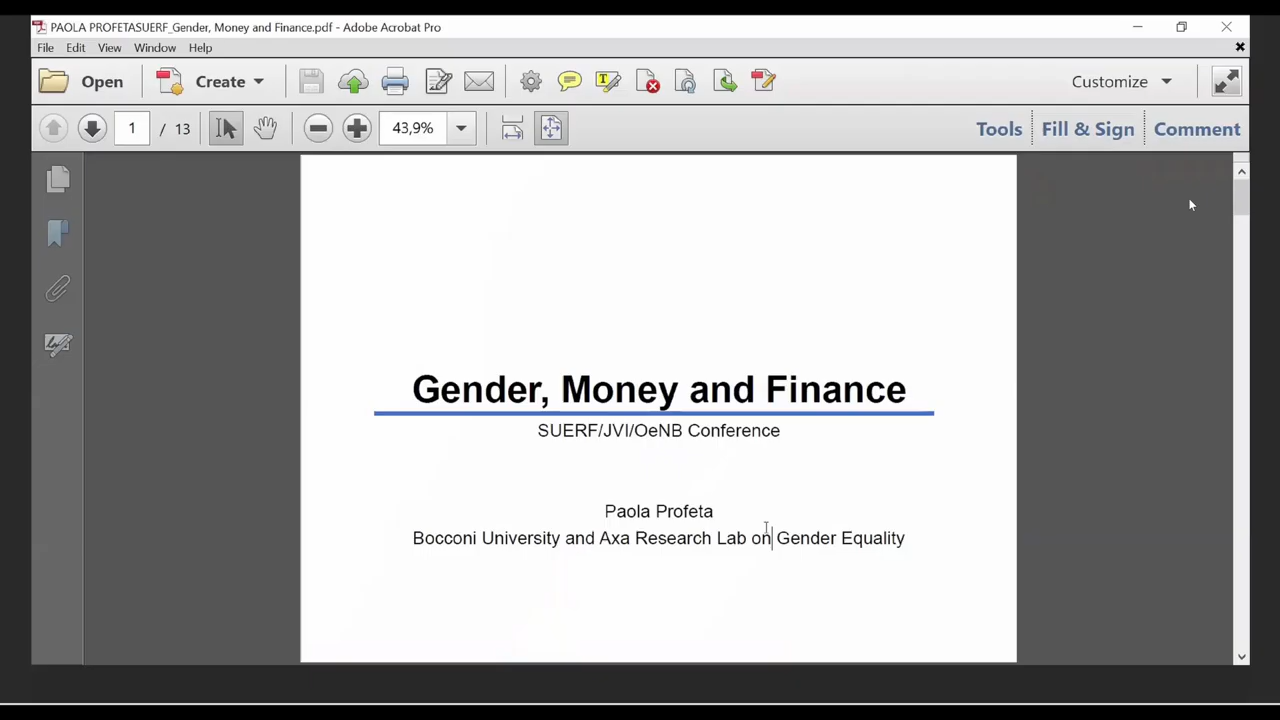 PAOLA PROFETASUERF_Gender, Money and Finance.pdf - Adobe Acrobat Pro
File Edit View Window Help
Open Create Customize
1 / 13 43,9% Tools Fill & Sign Comment
Gender, Money and Finance
SUERF/JVI/OeNB Conference
Paola Profeta
Bocconi University and Axa Research Lab on Gender Equality